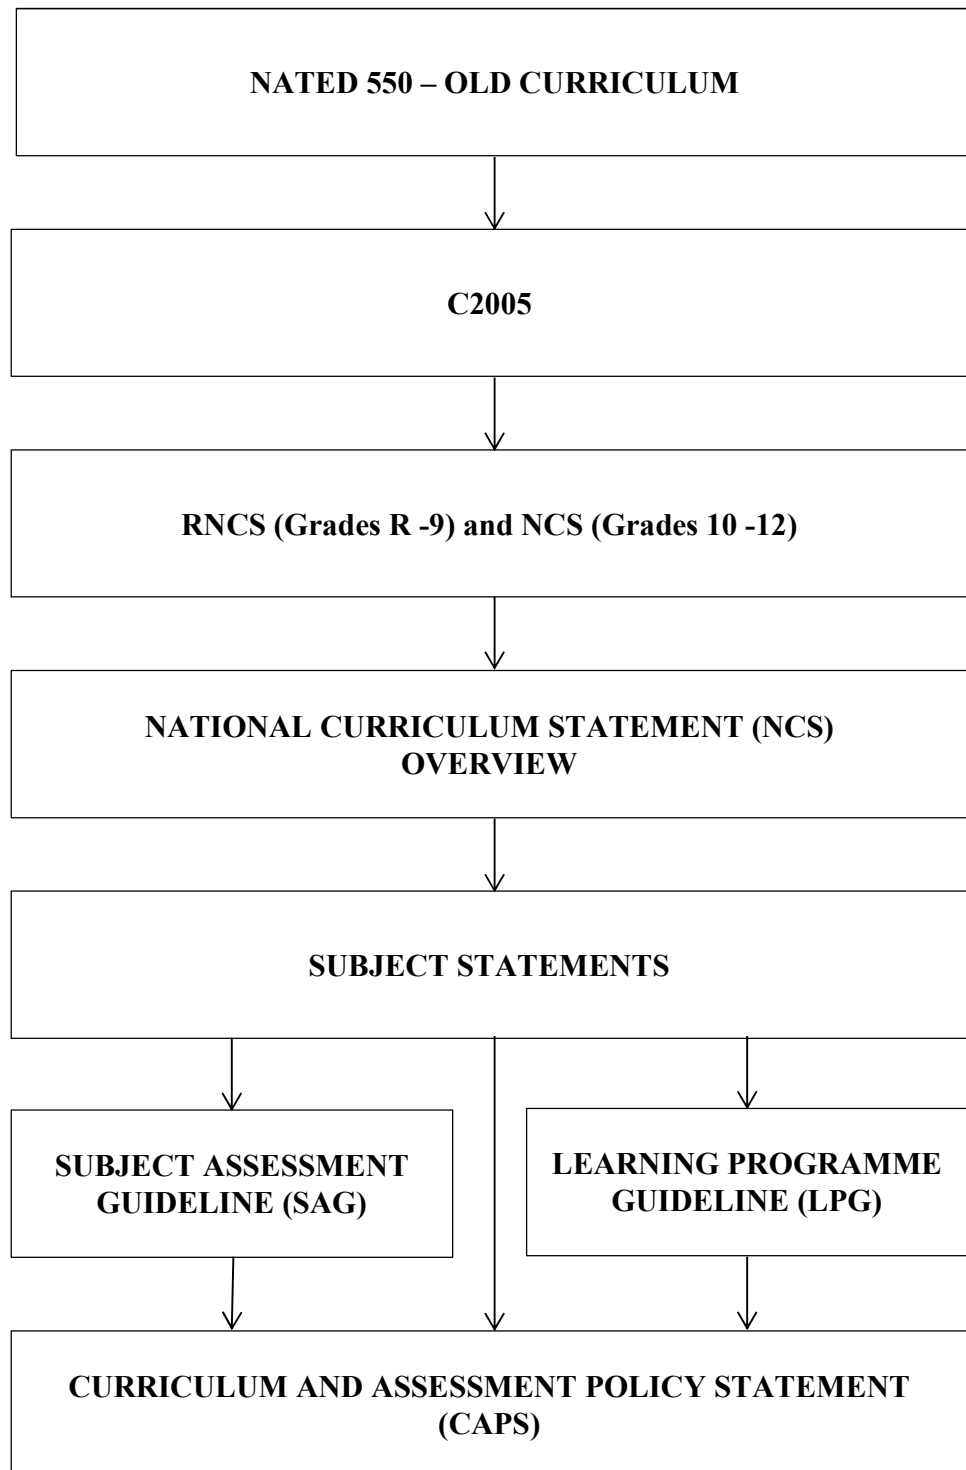 NATED 550 – OLD CURRICULUM
C2005
RNCS (Grades R -9) and NCS (Grades 10 -12)
NATIONAL CURRICULUM STATEMENT (NCS)
OVERVIEW
SUBJECT STATEMENTS
SUBJECT ASSESSMENT
GUIDELINE (SAG)
LEARNING PROGRAMME
GUIDELINE (LPG)
CURRICULUM AND ASSESSMENT POLICY STATEMENT
(CAPS)